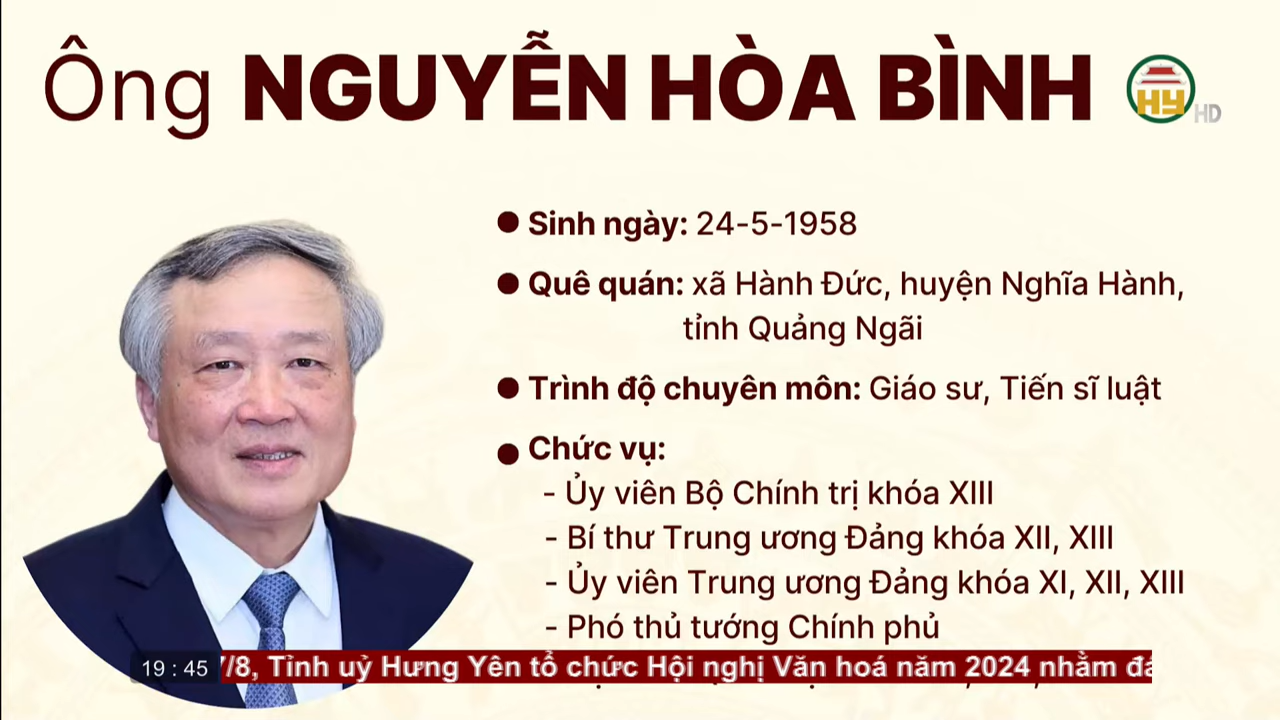 Ông NGUYỄN HÒA BÌNH
HY HD
Sinh ngày: 24-5-1958
Quê quán: xã Hành Đức, huyện Nghĩa Hành,
tỉnh Quảng Ngãi
Trình độ chuyên môn: Giáo sư, Tiến sĩ luật
Chức vụ:
- Ủy viên Bộ Chính trị khóa XIII
- Bí thư Trung ương Đảng khóa XII, XIII
- Ủy viên Trung ương Đảng khóa XI, XII, XIII
- Phó thủ tướng Chính phủ
19 : 45 /8, Tỉnh uỷ Hưng Yên tổ chức Hội nghị Văn hoá năm 2024 nhằm